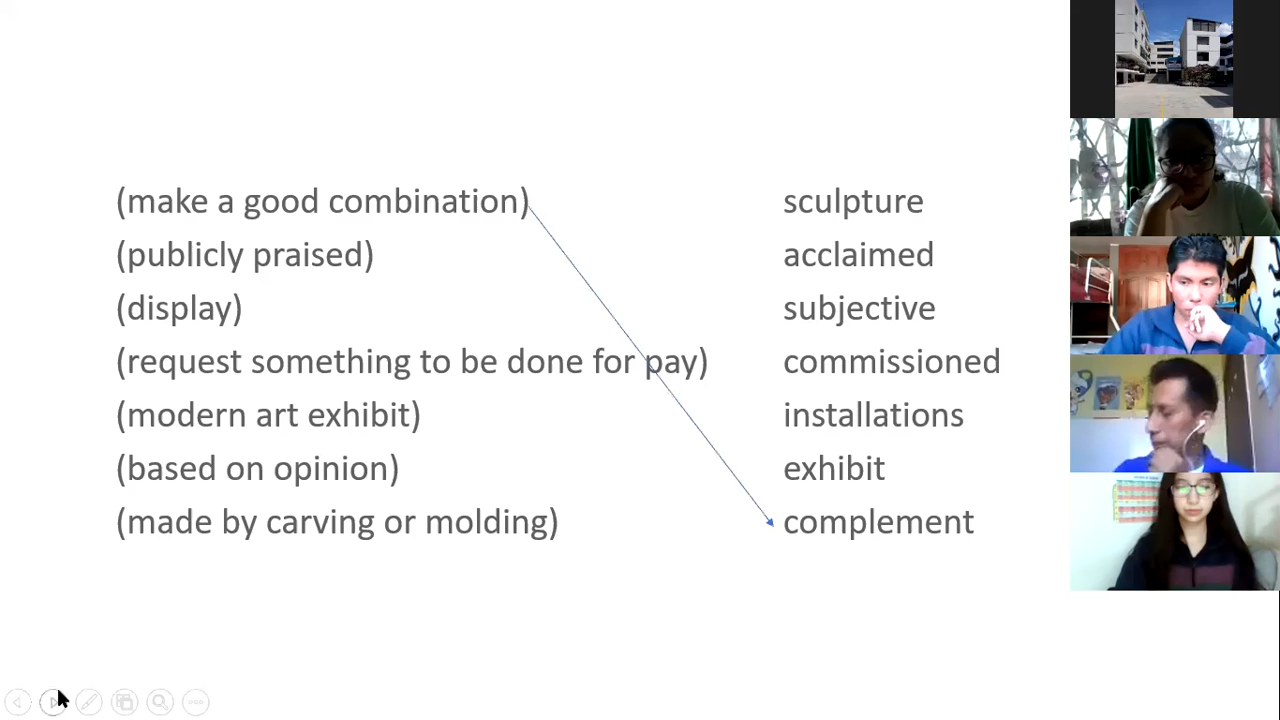 (make a good combination)
(publicly praised)
(display)
(request something to be done for pay)
(modern art exhibit)
(based on opinion)
(made by carving or molding)
sculpture
acclaimed
subjective
commissioned
installations
exhibit
complement